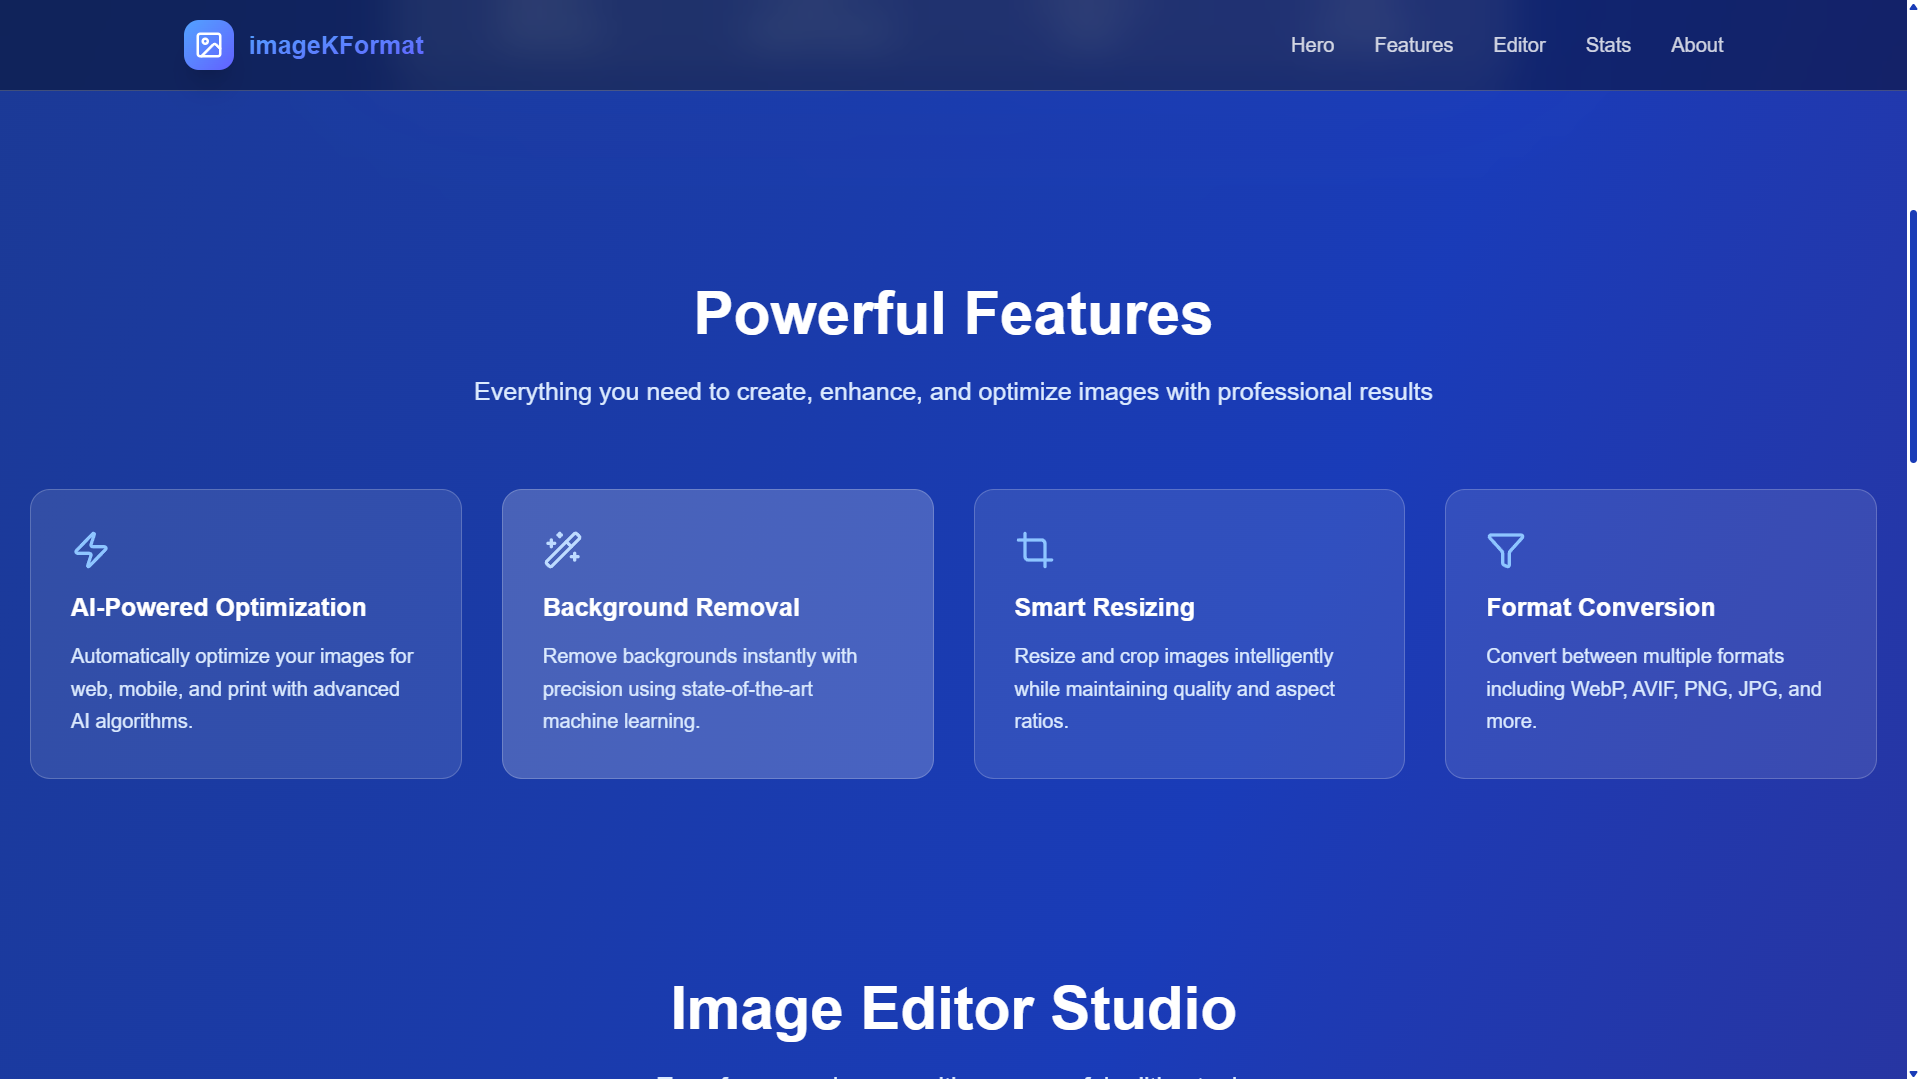 imageKFormat
Hero Features Editor Stats About
Powerful Features
Everything you need to create, enhance, and optimize images with professional results
AI-Powered Optimization
Automatically optimize your images for
web, mobile, and print with advanced
AI algorithms.
Background Removal
Remove backgrounds instantly with
precision using state-of-the-art
machine learning.
Smart Resizing
Resize and crop images intelligently
while maintaining quality and aspect
ratios.
Format Conversion
Convert between multiple formats
including WebP, AVIF, PNG, JPG, and
more.
Image Editor Studio